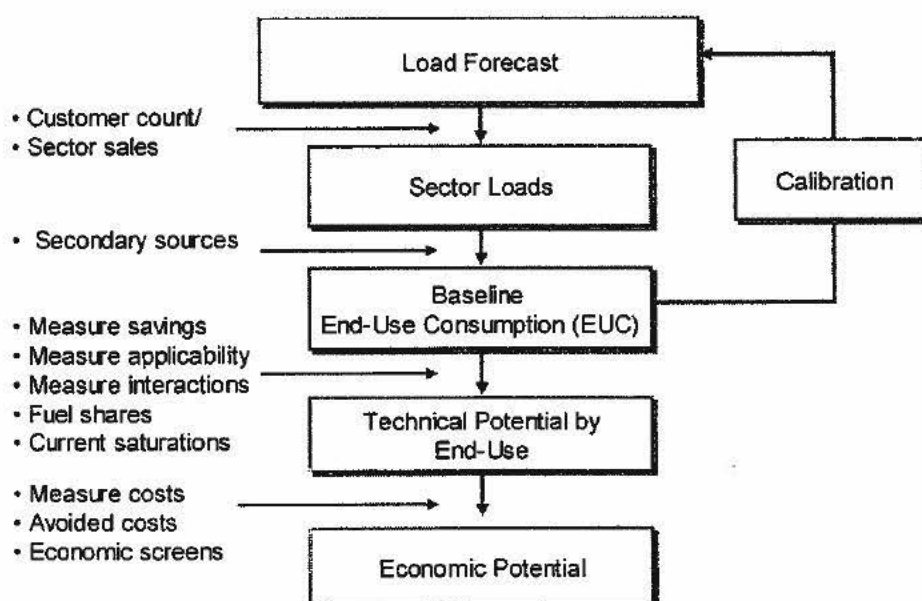 Load Forecast
• Customer count/
• Sector sales
Sector Loads
Calibration
• Secondary sources
Baseline
End-Use Consumption (EUC)
• Measure savings
• Measure applicability
• Measure interactions
• Fuel shares
• Current saturations
Technical Potential by
End-Use
• Measure costs
• Avoided costs
• Economic screens
Economic Potential